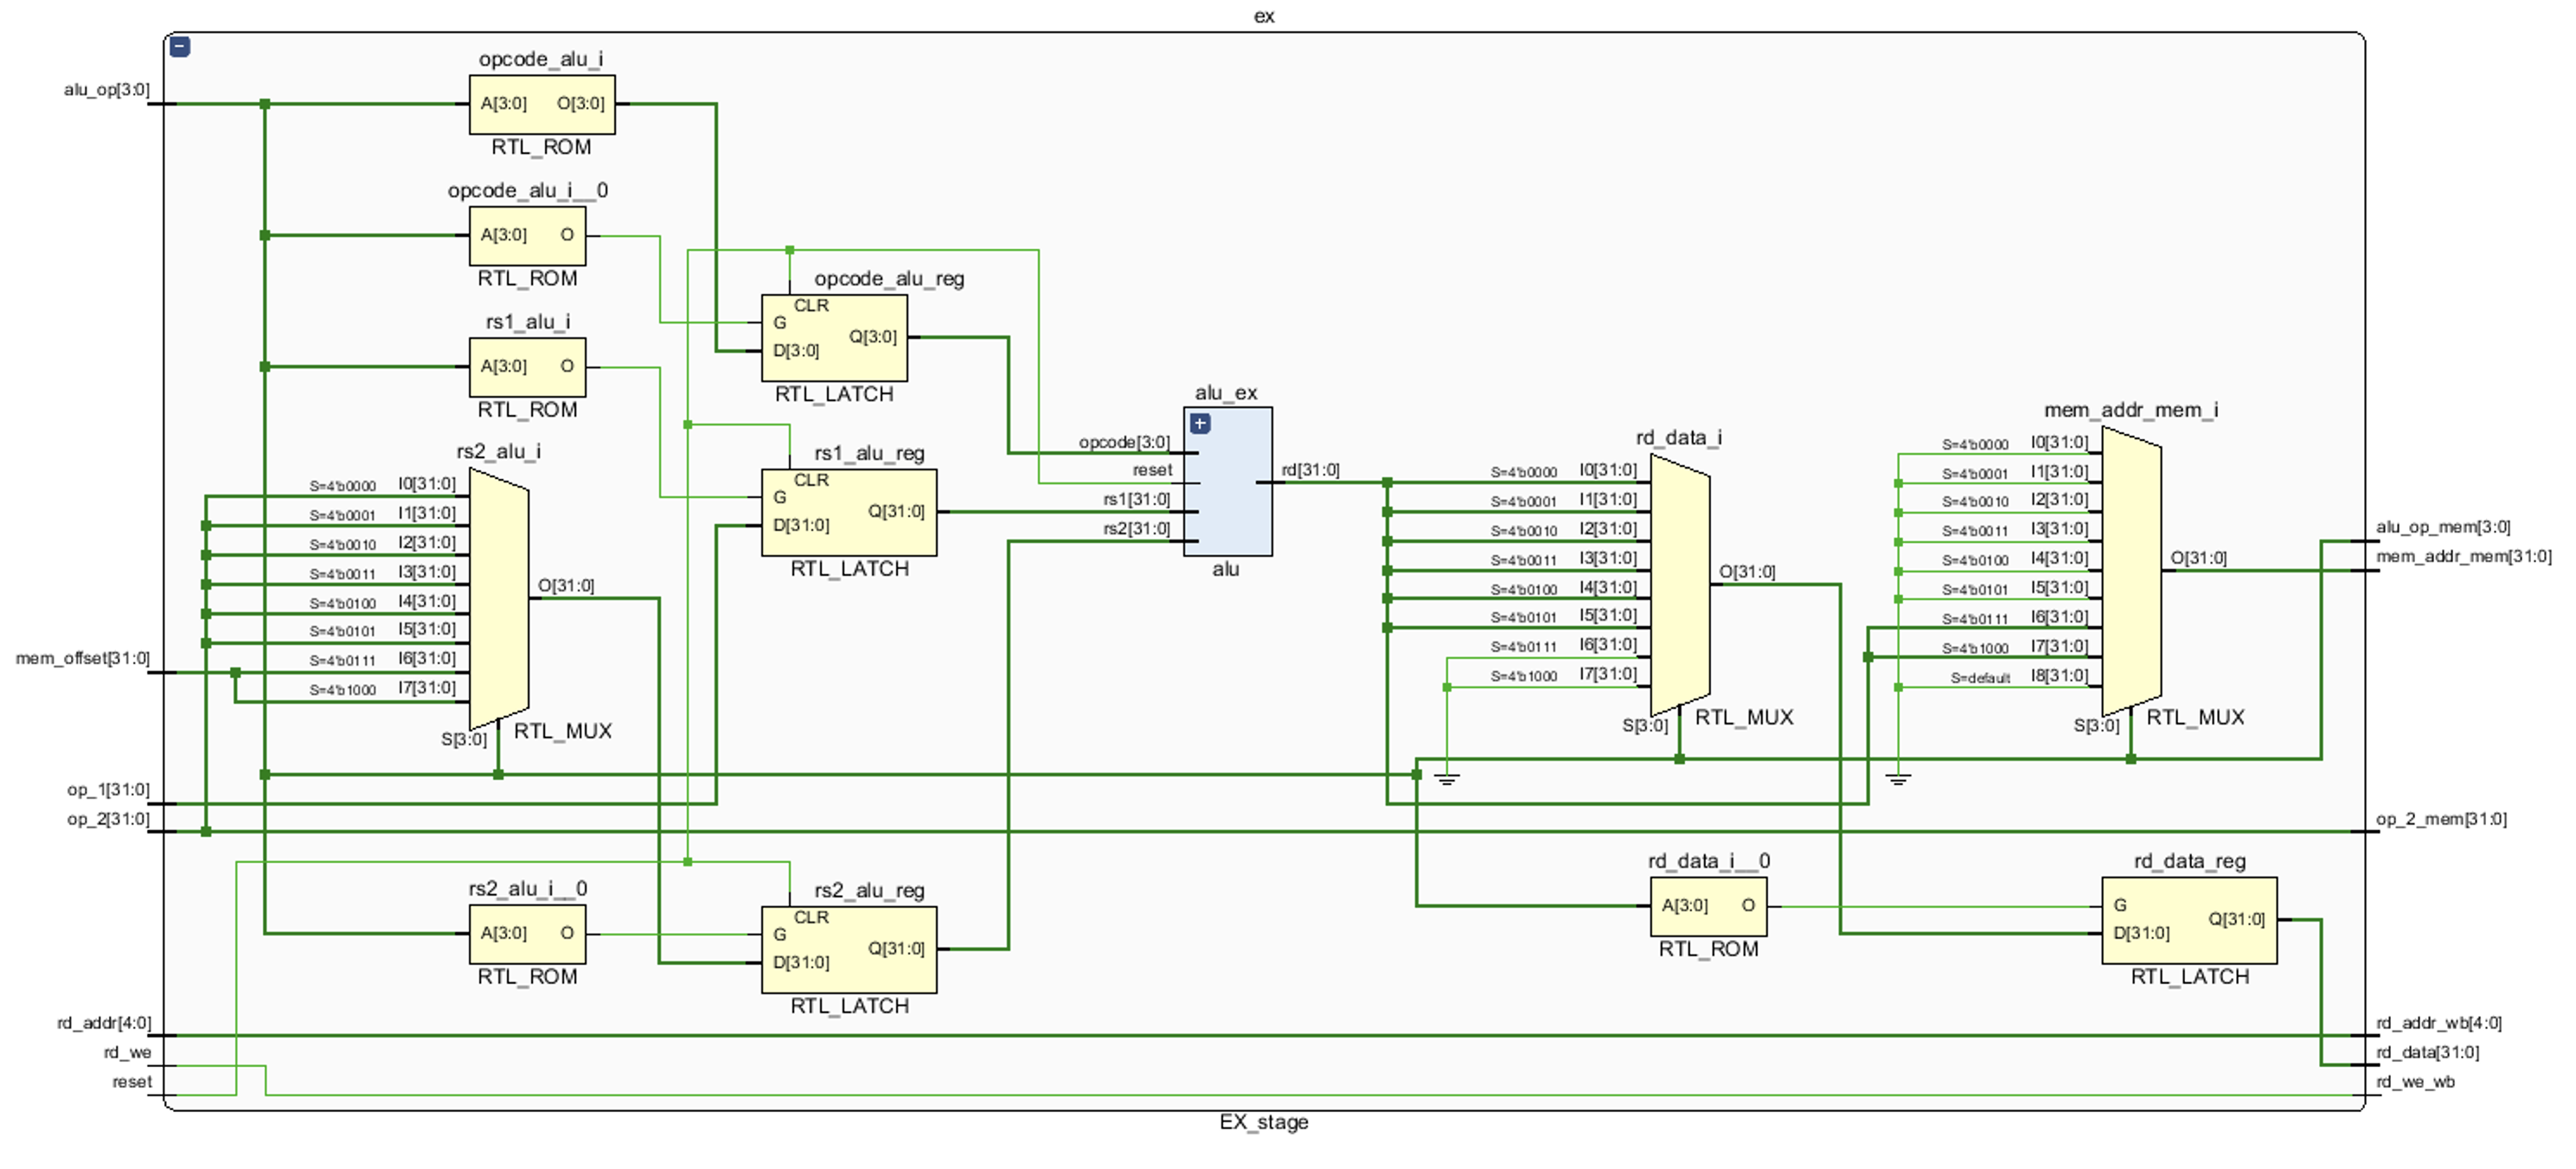 ex
alu_op[3:0]
opcode_alu_i
A[3:0] O[3:0]
RTL_ROM
opcode_alu_i__0
A[3:0] O
RTL_ROM
rs1_alu_i
A[3:0] O
RTL_ROM
rs2_alu_i
S=4'b0000 I0[31:0]
S=4'b0001 I1[31:0]
S=4'b0010 I2[31:0]
S=4'b0011 I3[31:0]
S=4'b0100 I4[31:0]
S=4'b0101 I5[31:0]
S=4'b0111 I6[31:0]
S=4'b1000 I7[31:0]
O[31:0]
S[3:0]
RTL_MUX
mem_offset[31:0]
op_1[31:0]
op_2[31:0]
rs2_alu_i__0
A[3:0] O
RTL_ROM
rd_addr[4:0]
rd_we
reset
opcode_alu_reg
CLR
G
D[3:0]
Q[3:0]
RTL_LATCH
rs1_alu_reg
CLR
G
D[31:0]
Q[31:0]
RTL_LATCH
rs2_alu_reg
CLR
G
D[31:0]
Q[31:0]
RTL_LATCH
alu_ex
opcode[3:0]
reset
rs1[31:0]
rs2[31:0]
rd[31:0]
alu
rd_data_i
S=4'b0000 I0[31:0]
S=4'b0001 I1[31:0]
S=4'b0010 I2[31:0]
S=4'b0011 I3[31:0]
S=4'b0100 I4[31:0]
S=4'b0101 I5[31:0]
S=4'b0111 I6[31:0]
S=4'b1000 I7[31:0]
O[31:0]
S[3:0]
RTL_MUX
mem_addr_mem_i
S=4'b0000 I0[31:0]
S=4'b0001 I1[31:0]
S=4'b0010 I2[31:0]
S=4'b0011 I3[31:0]
S=4'b0100 I4[31:0]
S=4'b0101 I5[31:0]
S=4'b0111 I6[31:0]
S=4'b1000 I7[31:0]
S=default I8[31:0]
O[31:0]
S[3:0]
RTL_MUX
rd_data_i__0
A[3:0] O
RTL_ROM
rd_data_reg
G
D[31:0]
Q[31:0]
RTL_LATCH
alu_op_mem[3:0]
mem_addr_mem[31:0]
op_2_mem[31:0]
rd_addr_wb[4:0]
rd_data[31:0]
rd_we_wb
EX_stage